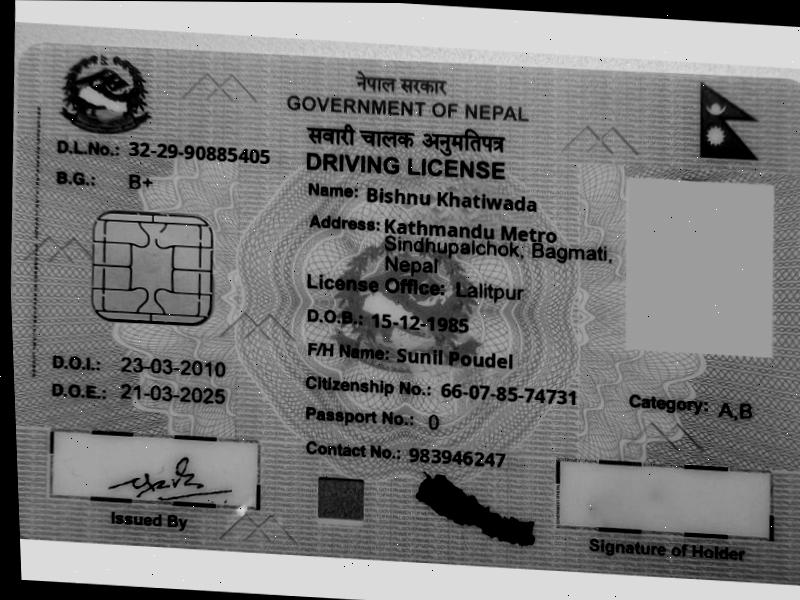 नेपाल सरकार
GOVERNMENT OF NEPAL
सवारी चालक अनुमतिपत्र
DRIVING LICENSE
D.L.No.: 32-29-90885405
B.G.: B+
Name: Bishnu Khatiwada
Address: Kathmandu Metro
Sindhupalchok, Bagmati,
Nepal
License Office: Lalitpur
D.O.B.: 15-12-1985
F/H Name: Sunil Poudel
D.O.I.: 23-03-2010
D.O.E.: 21-03-2025
Citizenship No.: 66-07-85-74731
Category: A,B
Passport No.: 0
Contact No.: 983946247
Issued By
Signature of Holder